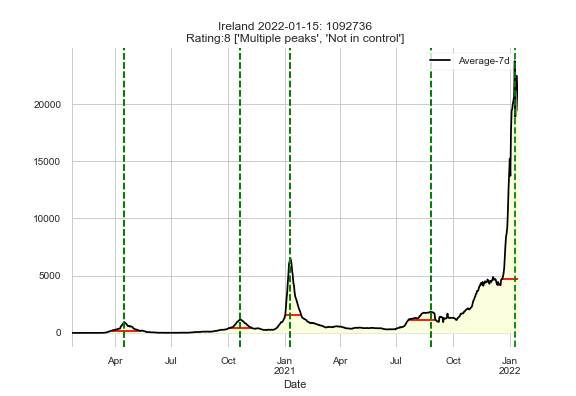 Ireland 2022-01-15: 1092736
Rating:8 ['Multiple peaks', 'Not in control']
Average-7d
20000
15000
10000
5000
0
Apr Jul Oct Jan Apr Jul Oct Jan
2021 2022
Date